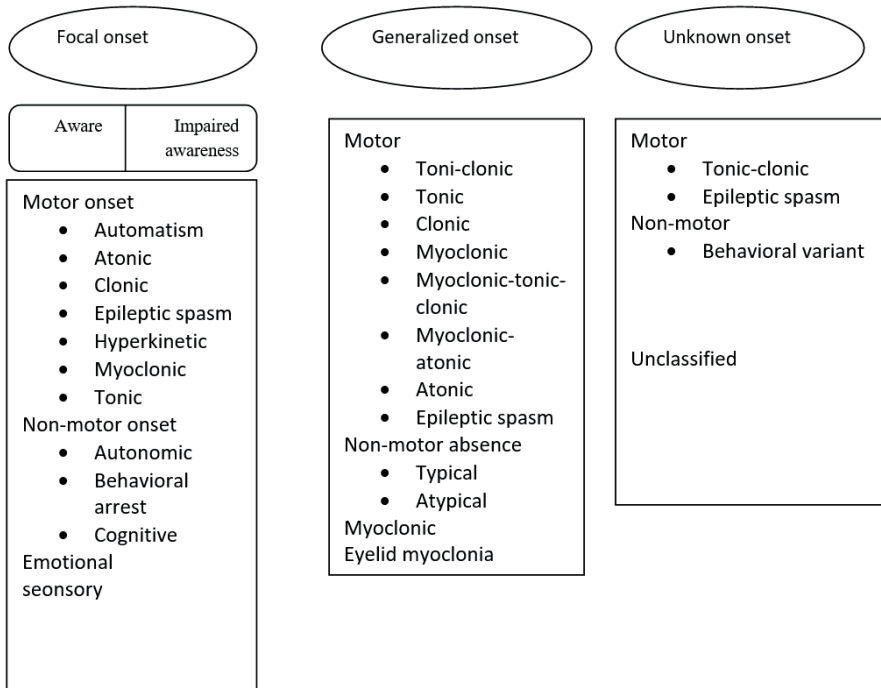 Focal onset
Aware
Impaired
awareness
Motor onset
• Automatism
• Atonic
• Clonic
• Epileptic spasm
• Hyperkinetic
• Myoclonic
• Tonic
Non-motor onset
• Autonomic
• Behavioral
arrest
• Cognitive
Emotional
seonsory
Generalized onset
Motor
• Toni-clonic
• Tonic
• Clonic
• Myoclonic
• Myoclonic-tonic-
clonic
• Myoclonic-
atonic
• Atonic
• Epileptic spasm
Non-motor absence
• Typical
• Atypical
Myoclonic
Eyelid myoclonia
Unknown onset
Motor
• Tonic-clonic
• Epileptic spasm
Non-motor
• Behavioral variant
Unclassified